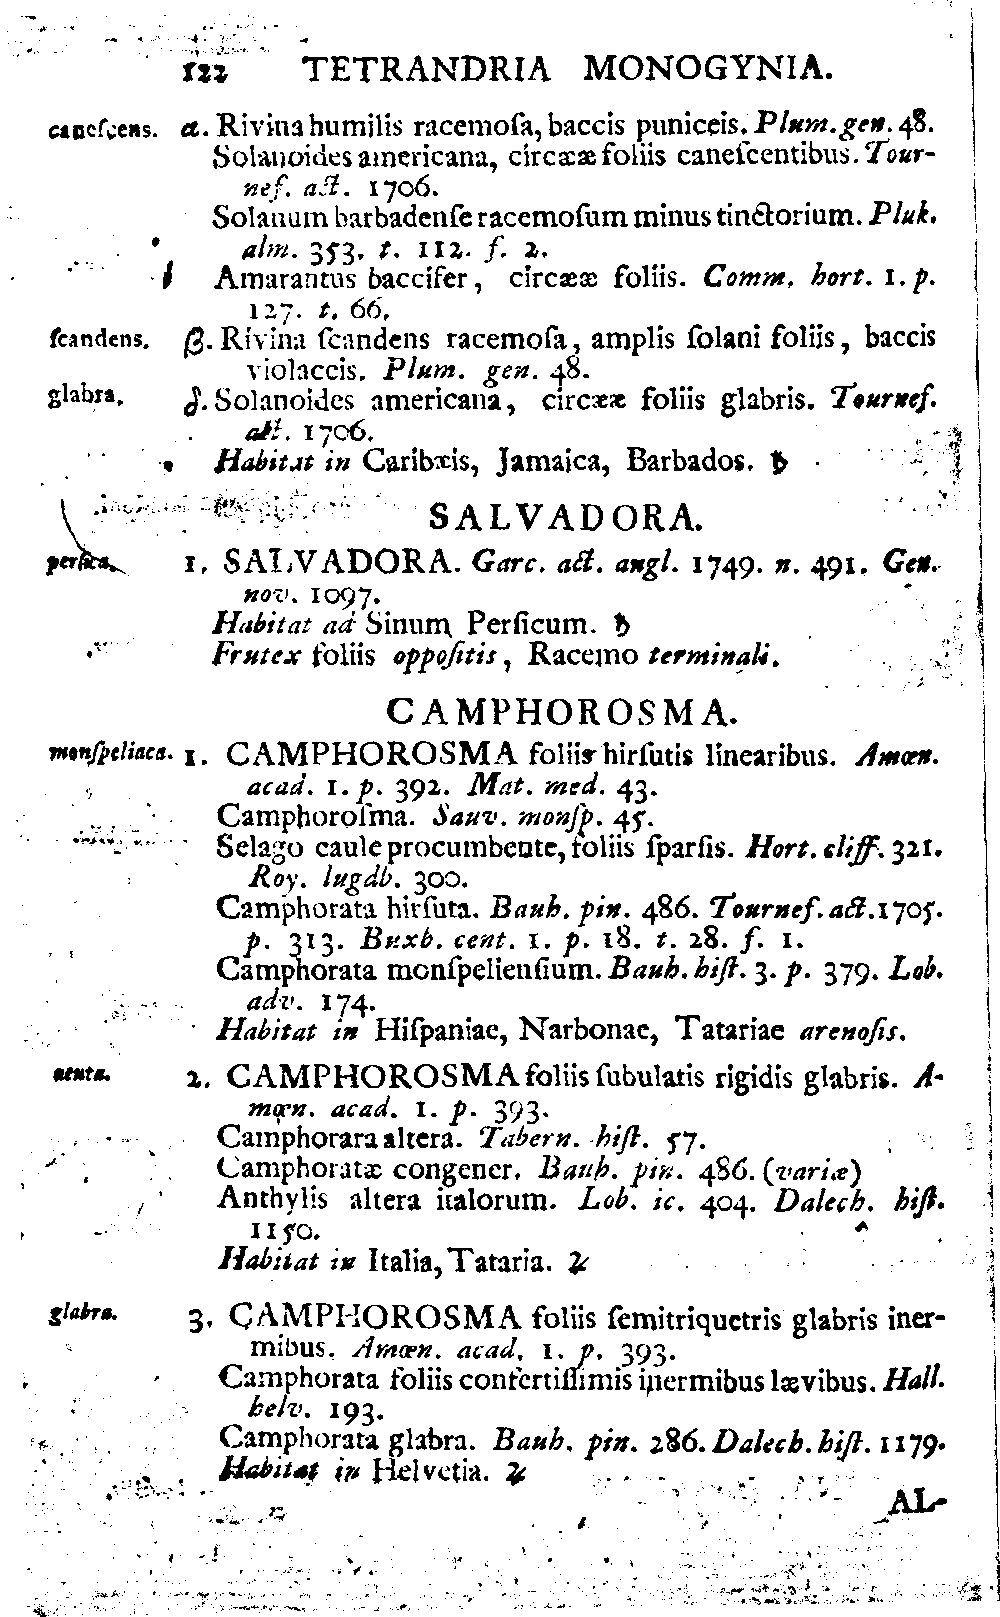 122 TETRANDRIA MONOGYNIA.
caneſcens. α. Rivina humilis racemoſa, baccis puniceis. Plum. gen. 48.
Solanoides americana, circææ foliis caneſcentibus. Tour-
nef. act. 1706.
Solanum barbadenſe racemoſum minus tinctorium. Pluk.
alm. 353. t. 112. f. 2.
Amarantus baccifer, circææ foliis. Comm. hort. 1. p.
127. t. 66.
ſcandens. β. Rivina ſcandens racemoſa, amplis ſolani foliis, baccis
violaceis. Plum. gen. 48.
glabra. δ. Solanoides americana, circææ foliis glabris. Tournef.
act. 1706.
Habitat in Caribæis, Jamaica, Barbados. ♄
SALVADORA.
perſica. 1. SALVADORA. Garc. act. angl. 1749. n. 491. Gen.
nov. 1097.
Habitat ad Sinum Perſicum. ♄
Frutex foliis oppoſitis, Racemo terminali.
CAMPHOROSMA.
monſpeliaca. 1. CAMPHOROSMA foliis hirſutis linearibus. Amœn.
acad. 1. p. 392. Mat. med. 43.
Camphoroſma. Sauv. monſp. 45.
Selago caule procumbente, foliis ſparſis. Hort. cliff. 321.
Roy. lugdb. 300.
Camphorata hirſuta. Bauh. pin. 486. Tournef. act. 1705.
p. 313. Buxb. cent. 1. p. 18. t. 28. f. 1.
Camphorata monſpelienſium. Bauh. hiſt. 3. p. 379. Lob.
adv. 174.
Habitat in Hiſpaniae, Narbonae, Tatariae arenoſis.
acuta. 2. CAMPHOROSMA foliis ſubulatis rigidis glabris. A-
mœn. acad. 1. p. 393.
Camphorara altera. Tabern. hiſt. 57.
Camphoratæ congener. Bauh. pin. 486. (variæ)
Anthylis altera italorum. Lob. ic. 404. Dalech. hiſt.
1150.
Habitat in Italia, Tataria. ♃
glabra. 3. CAMPHOROSMA foliis ſemitriquetris glabris iner-
mibus. Amœn. acad. 1. p. 393.
Camphorata foliis confertiſſimis inermibus lævibus. Hall.
helv. 193.
Camphorata glabra. Bauh. pin. 286. Dalech. hiſt. 1179.
Habitat in Helvetia. ♃
AL-